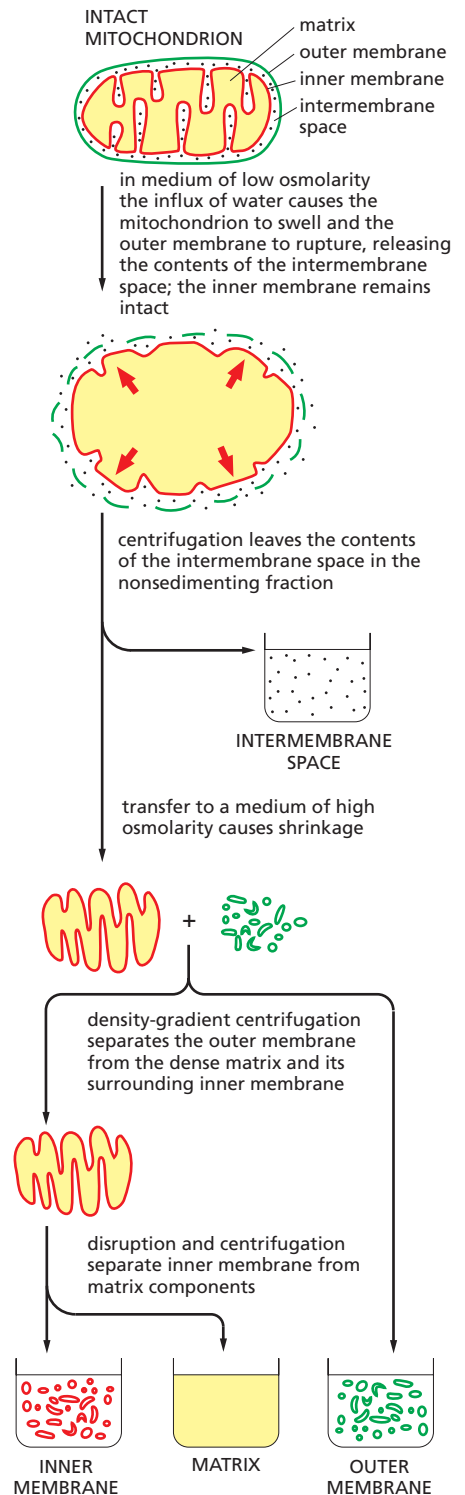 INTACT
MITOCHONDRION
matrix
outer membrane
inner membrane
intermembrane
space
in medium of low osmolarity
the influx of water causes the
mitochondrion to swell and the
outer membrane to rupture, releasing
the contents of the intermembrane
space; the inner membrane remains
intact
centrifugation leaves the contents
of the intermembrane space in the
nonsedimenting fraction
INTERMEMBRANE
SPACE
transfer to a medium of high
osmolarity causes shrinkage
+
density-gradient centrifugation
separates the outer membrane
from the dense matrix and its
surrounding inner membrane
disruption and centrifugation
separate inner membrane from
matrix components
INNER
MEMBRANE
MATRIX
OUTER
MEMBRANE